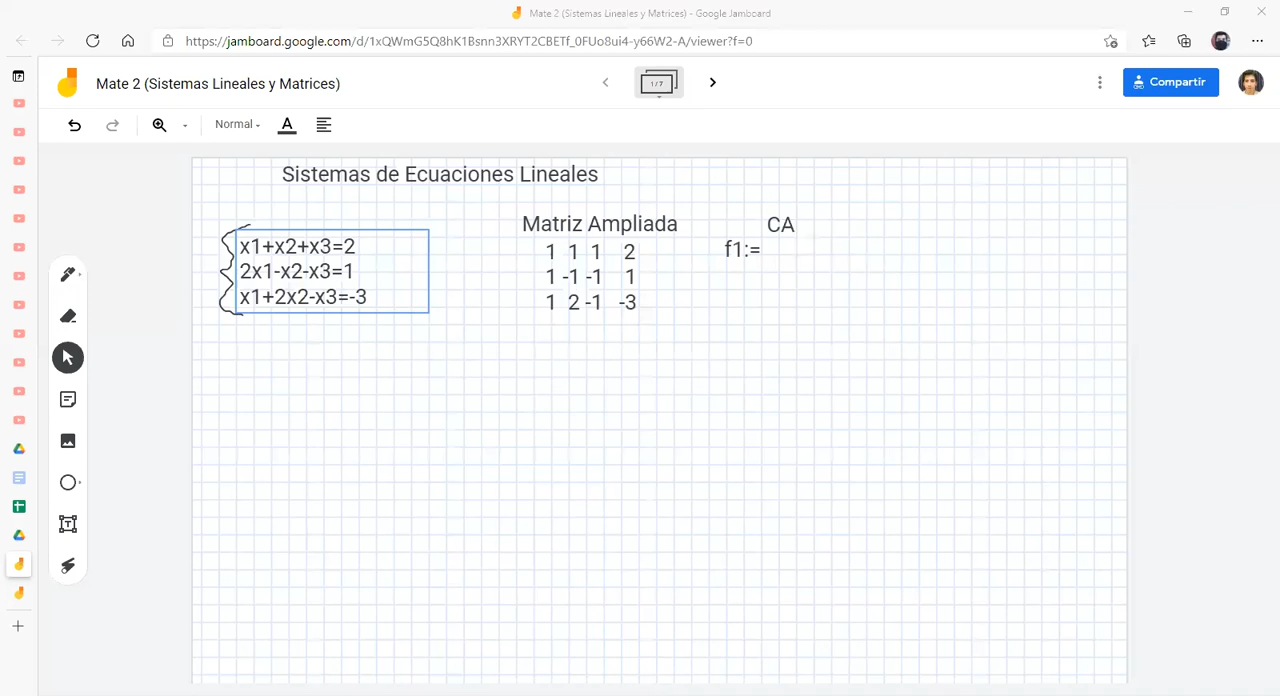 Mate 2 (Sistemas Lineales y Matrices) - Google Jamboard
https://jamboard.google.com/d/1xQWmG5Q8hK1Bsnn3XRYT2CBETf_0FUo8ui4-y66W2-A/viewer?f=0
Mate 2 (Sistemas Lineales y Matrices)
1/7
Compartir
Normal
Sistemas de Ecuaciones Lineales
x1+x2+x3=2
2x1-x2-x3=1
x1+2x2-x3=-3
Matriz Ampliada
1 1 1 2
1 -1 -1 1
1 2 -1 -3
CA
f1:=